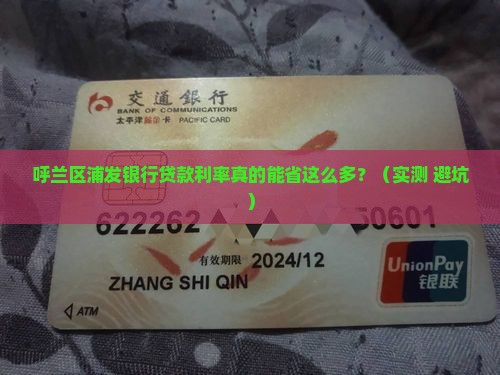 交通銀行
BANK OF COMMUNICATIONS
太平洋 卡 PACIFIC CARD
呼兰区浦发银行贷款利率真的能省这么多？（实测 避坑
）
622262 0601
有效期限 2024/12
ZHANG SHI QIN
UnionPay
银联
ATM